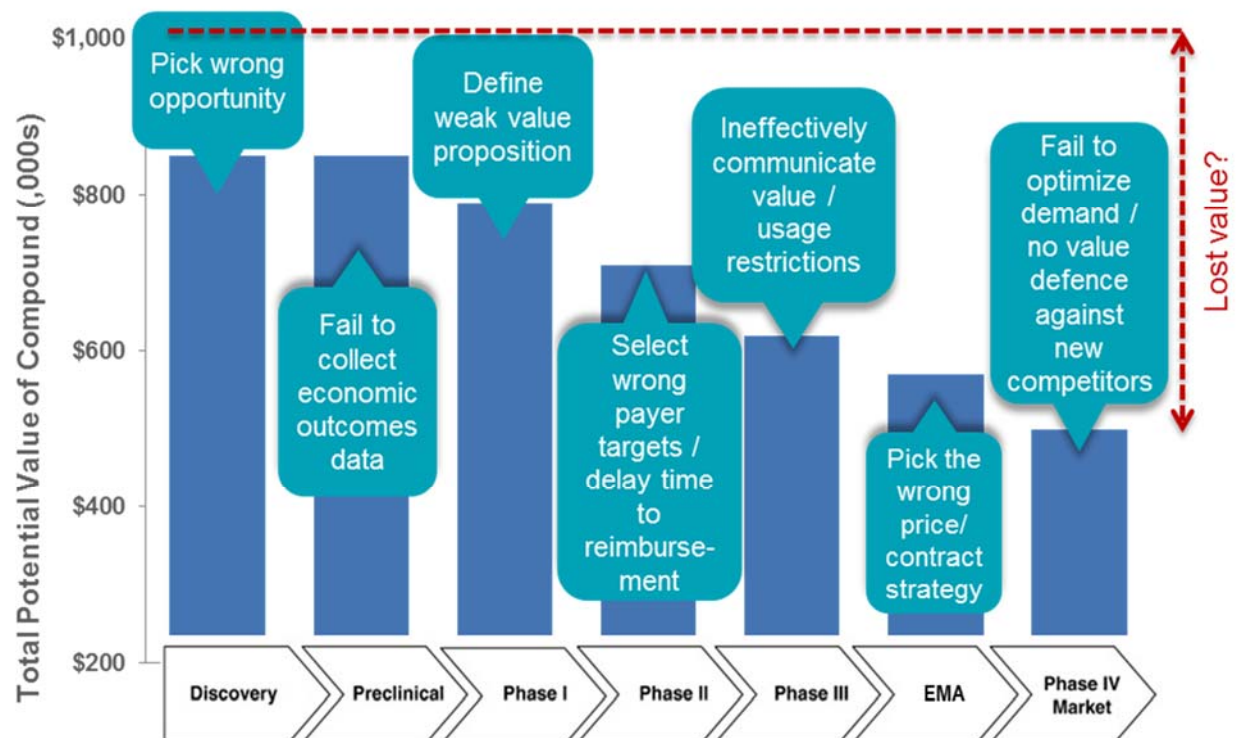 Total Potential Value of Compound (,000s)
$1,000
$800
$600
$400
$200
Pick wrong
opportunity
Fail to
collect
economic
outcomes
data
Define
weak value
proposition
Select
wrong
payer
targets /
delay time
to
reimburse-
ment
Ineffectively
communicate
value /
usage
restrictions
Pick the
wrong
price/
contract
strategy
Fail to
optimize
demand /
no value
defence
against
new
competitors
Lost value?
Discovery
Preclinical
Phase I
Phase II
Phase III
EMA
Phase IV
Market